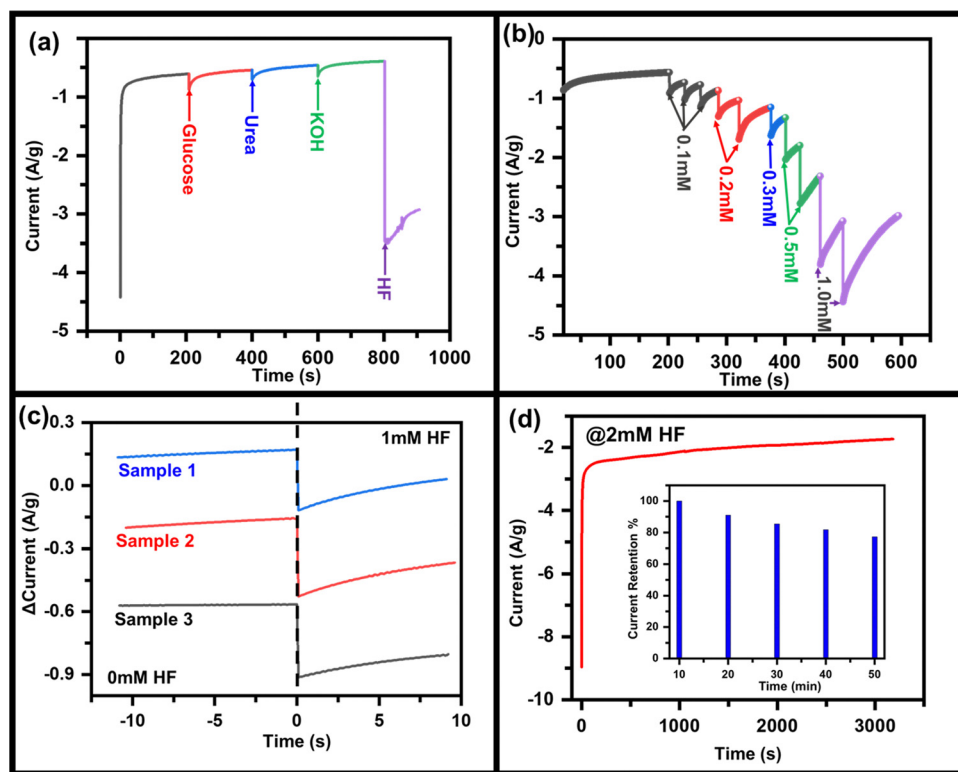 (a)
0
-1
-2
-3
-4
-5
Current (A/g)
Glucose
Urea
KOH
HF
0 200 400 600 800 1000
Time (s)
(b)
0
-1
-2
-3
-4
-5
Current (A/g)
0.1mM
0.2mM
0.3mM
0.5mM
1.0mM
100 200 300 400 500 600
Time (s)
(c)
0.3
0.0
-0.3
-0.6
-0.9
ΔCurrent (A/g)
1mM HF
Sample 1
Sample 2
Sample 3
0mM HF
-10 -5 0 5 10
Time (s)
(d)
@2mM HF
-2
-4
-6
-8
-10
Current (A/g)
100
80
60
40
20
0
Current Retention %
10 20 30 40 50
Time (min)
0 1000 2000 3000
Time (s)